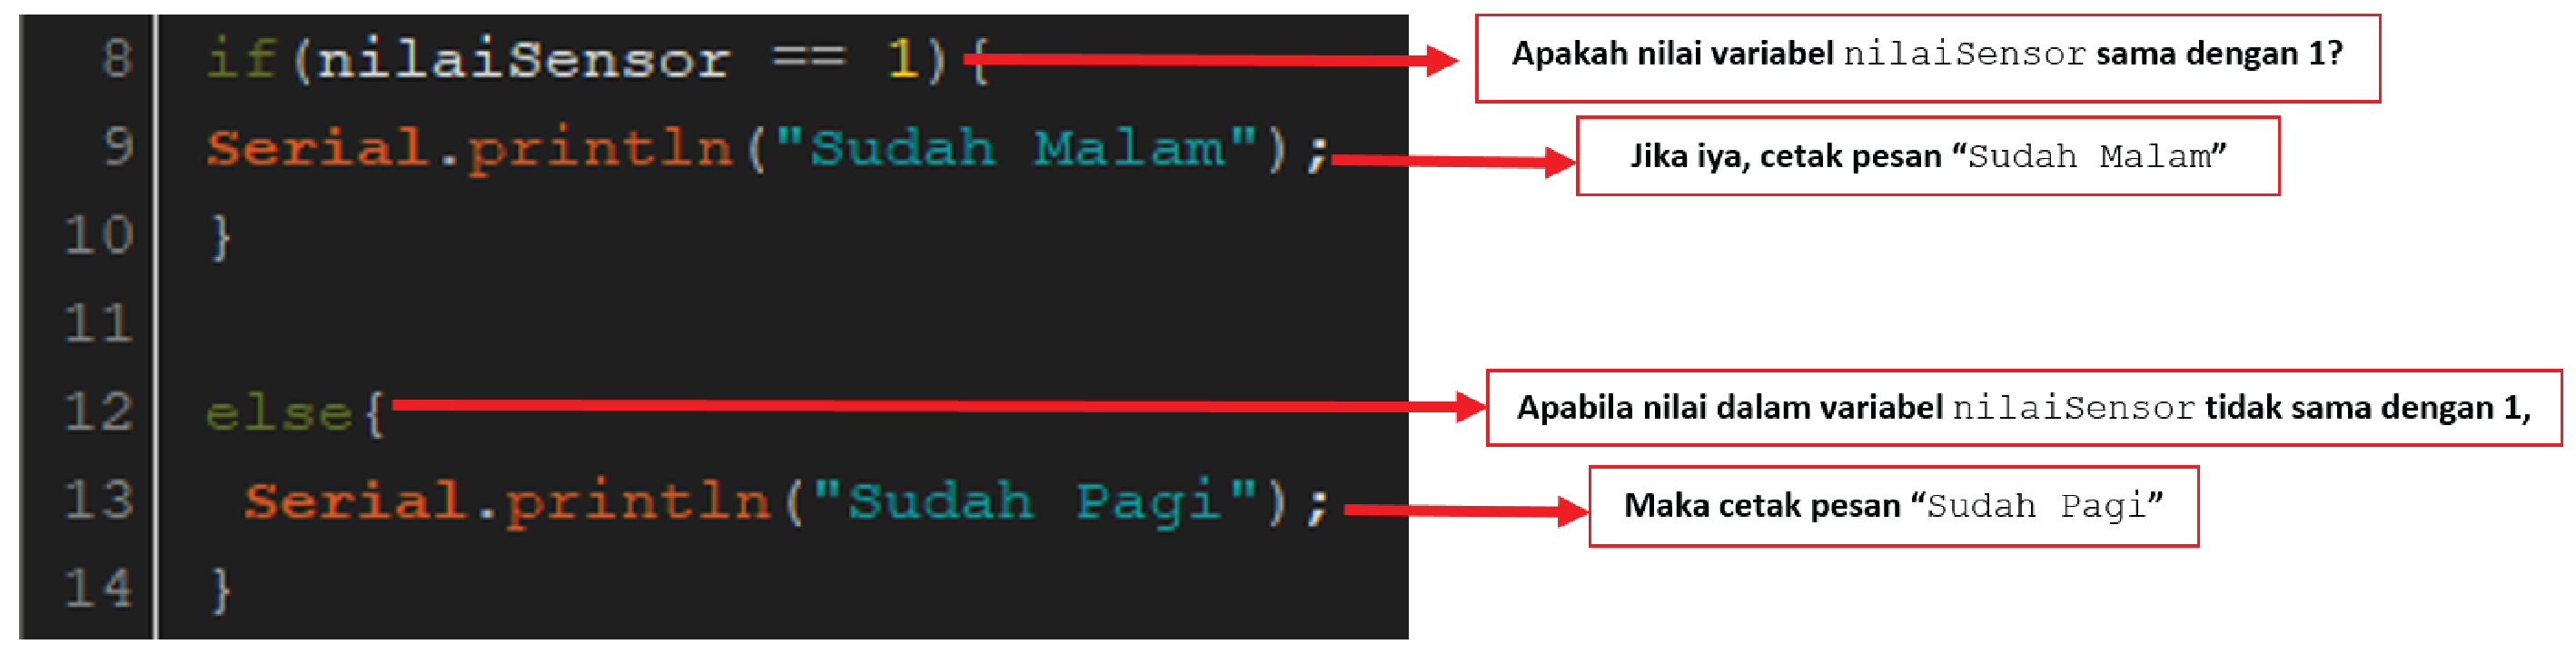 8 if(nilaiSensor == 1){
Apakah nilai variabel nilaiSensor sama dengan 1?
9 Serial.println("Sudah Malam");
Jika iya, cetak pesan “Sudah Malam”
10 }
11
12 else{
Apabila nilai dalam variabel nilaiSensor tidak sama dengan 1,
13 Serial.println("Sudah Pagi");
Maka cetak pesan “Sudah Pagi”
14 }